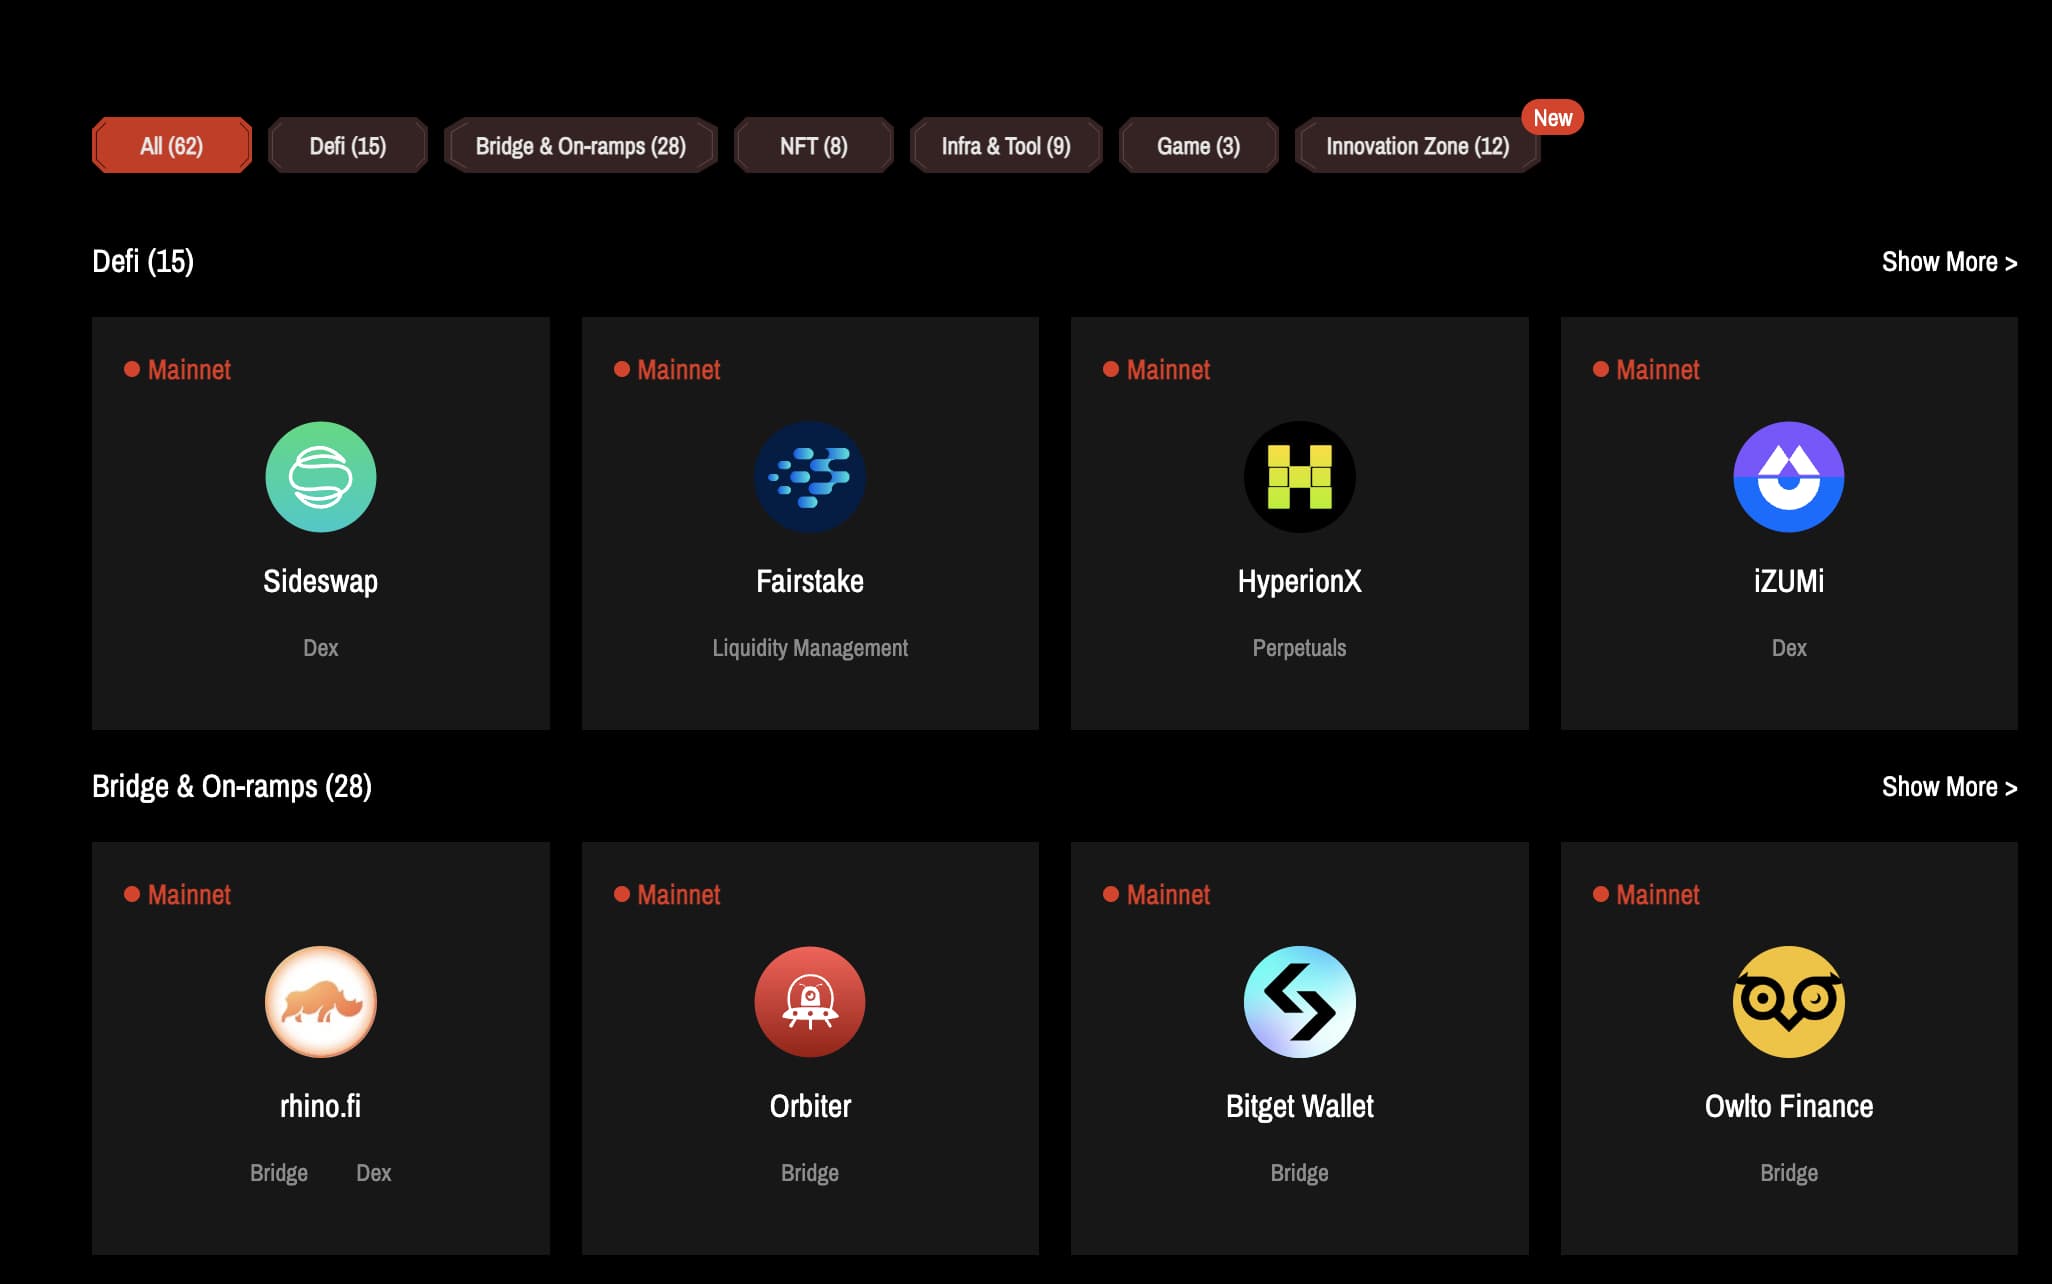 New
All (62) Defi (15) Bridge & On-ramps (28) NFT (8) Infra & Tool (9) Game (3) Innovation Zone (12)
Defi (15) Show More >
Mainnet Mainnet Mainnet Mainnet
Sideswap Fairstake HyperionX iZUMi
Dex Liquidity Management Perpetuals Dex
Bridge & On-ramps (28) Show More >
Mainnet Mainnet Mainnet Mainnet
rhino.fi Orbiter Bitget Wallet Owlto Finance
Bridge Dex Bridge Bridge Bridge